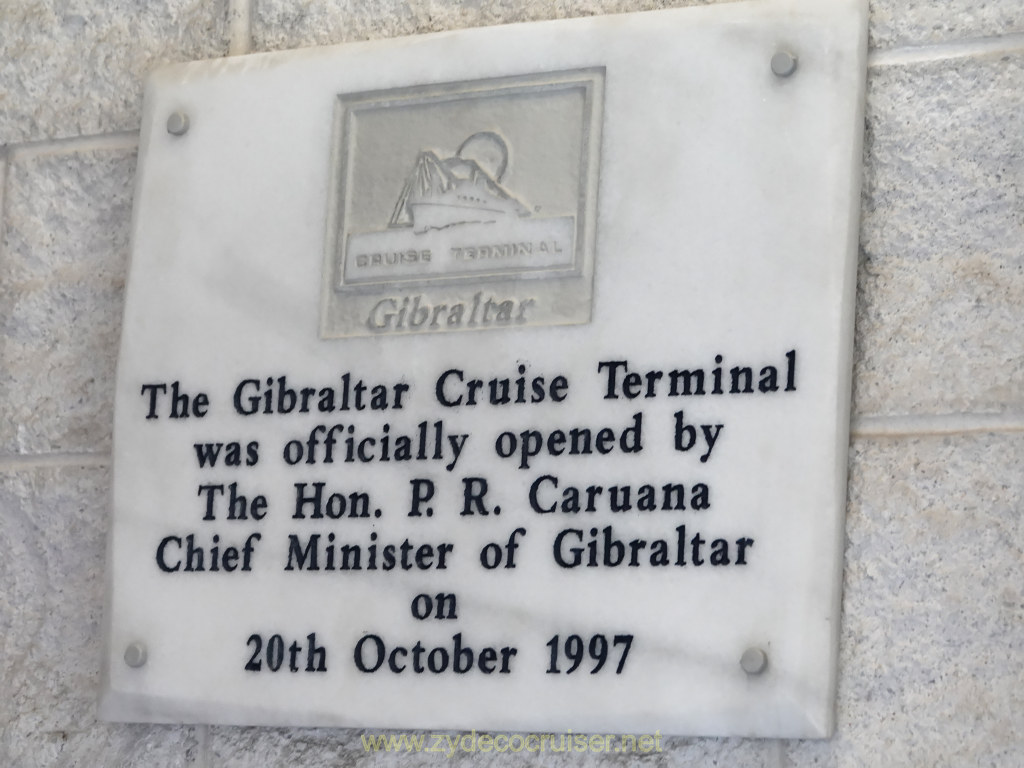 CRUISE TERMINAL
Gibraltar
The Gibraltar Cruise Terminal
was officially opened by
The Hon. P. R. Caruana
Chief Minister of Gibraltar
on
20th October 1997
www.zydecocruiser.net